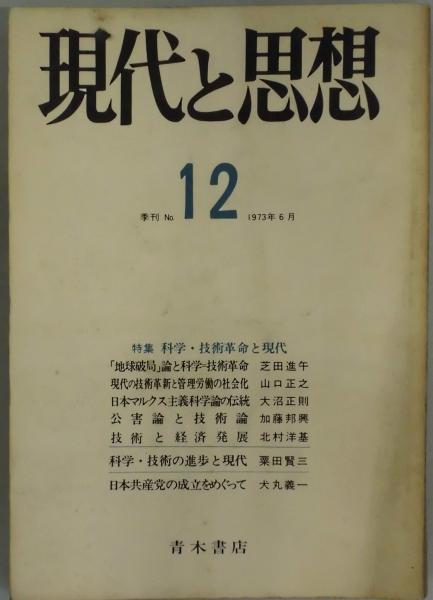 現代と思想
季刊 No. 12 1973年6月
特集 科学・技術革命と現代
「地球破局」論と科学=技術革命 芝田進午
現代の技術革新と管理労働の社会化 山口正之
日本マルクス主義科学論の伝統 大沼正則
公害論と技術論 加藤邦興
技術と経済発展 北村洋基
科学・技術の進歩と現代 粟田賢三
日本共産党の成立をめぐって 犬丸義一
青木書店